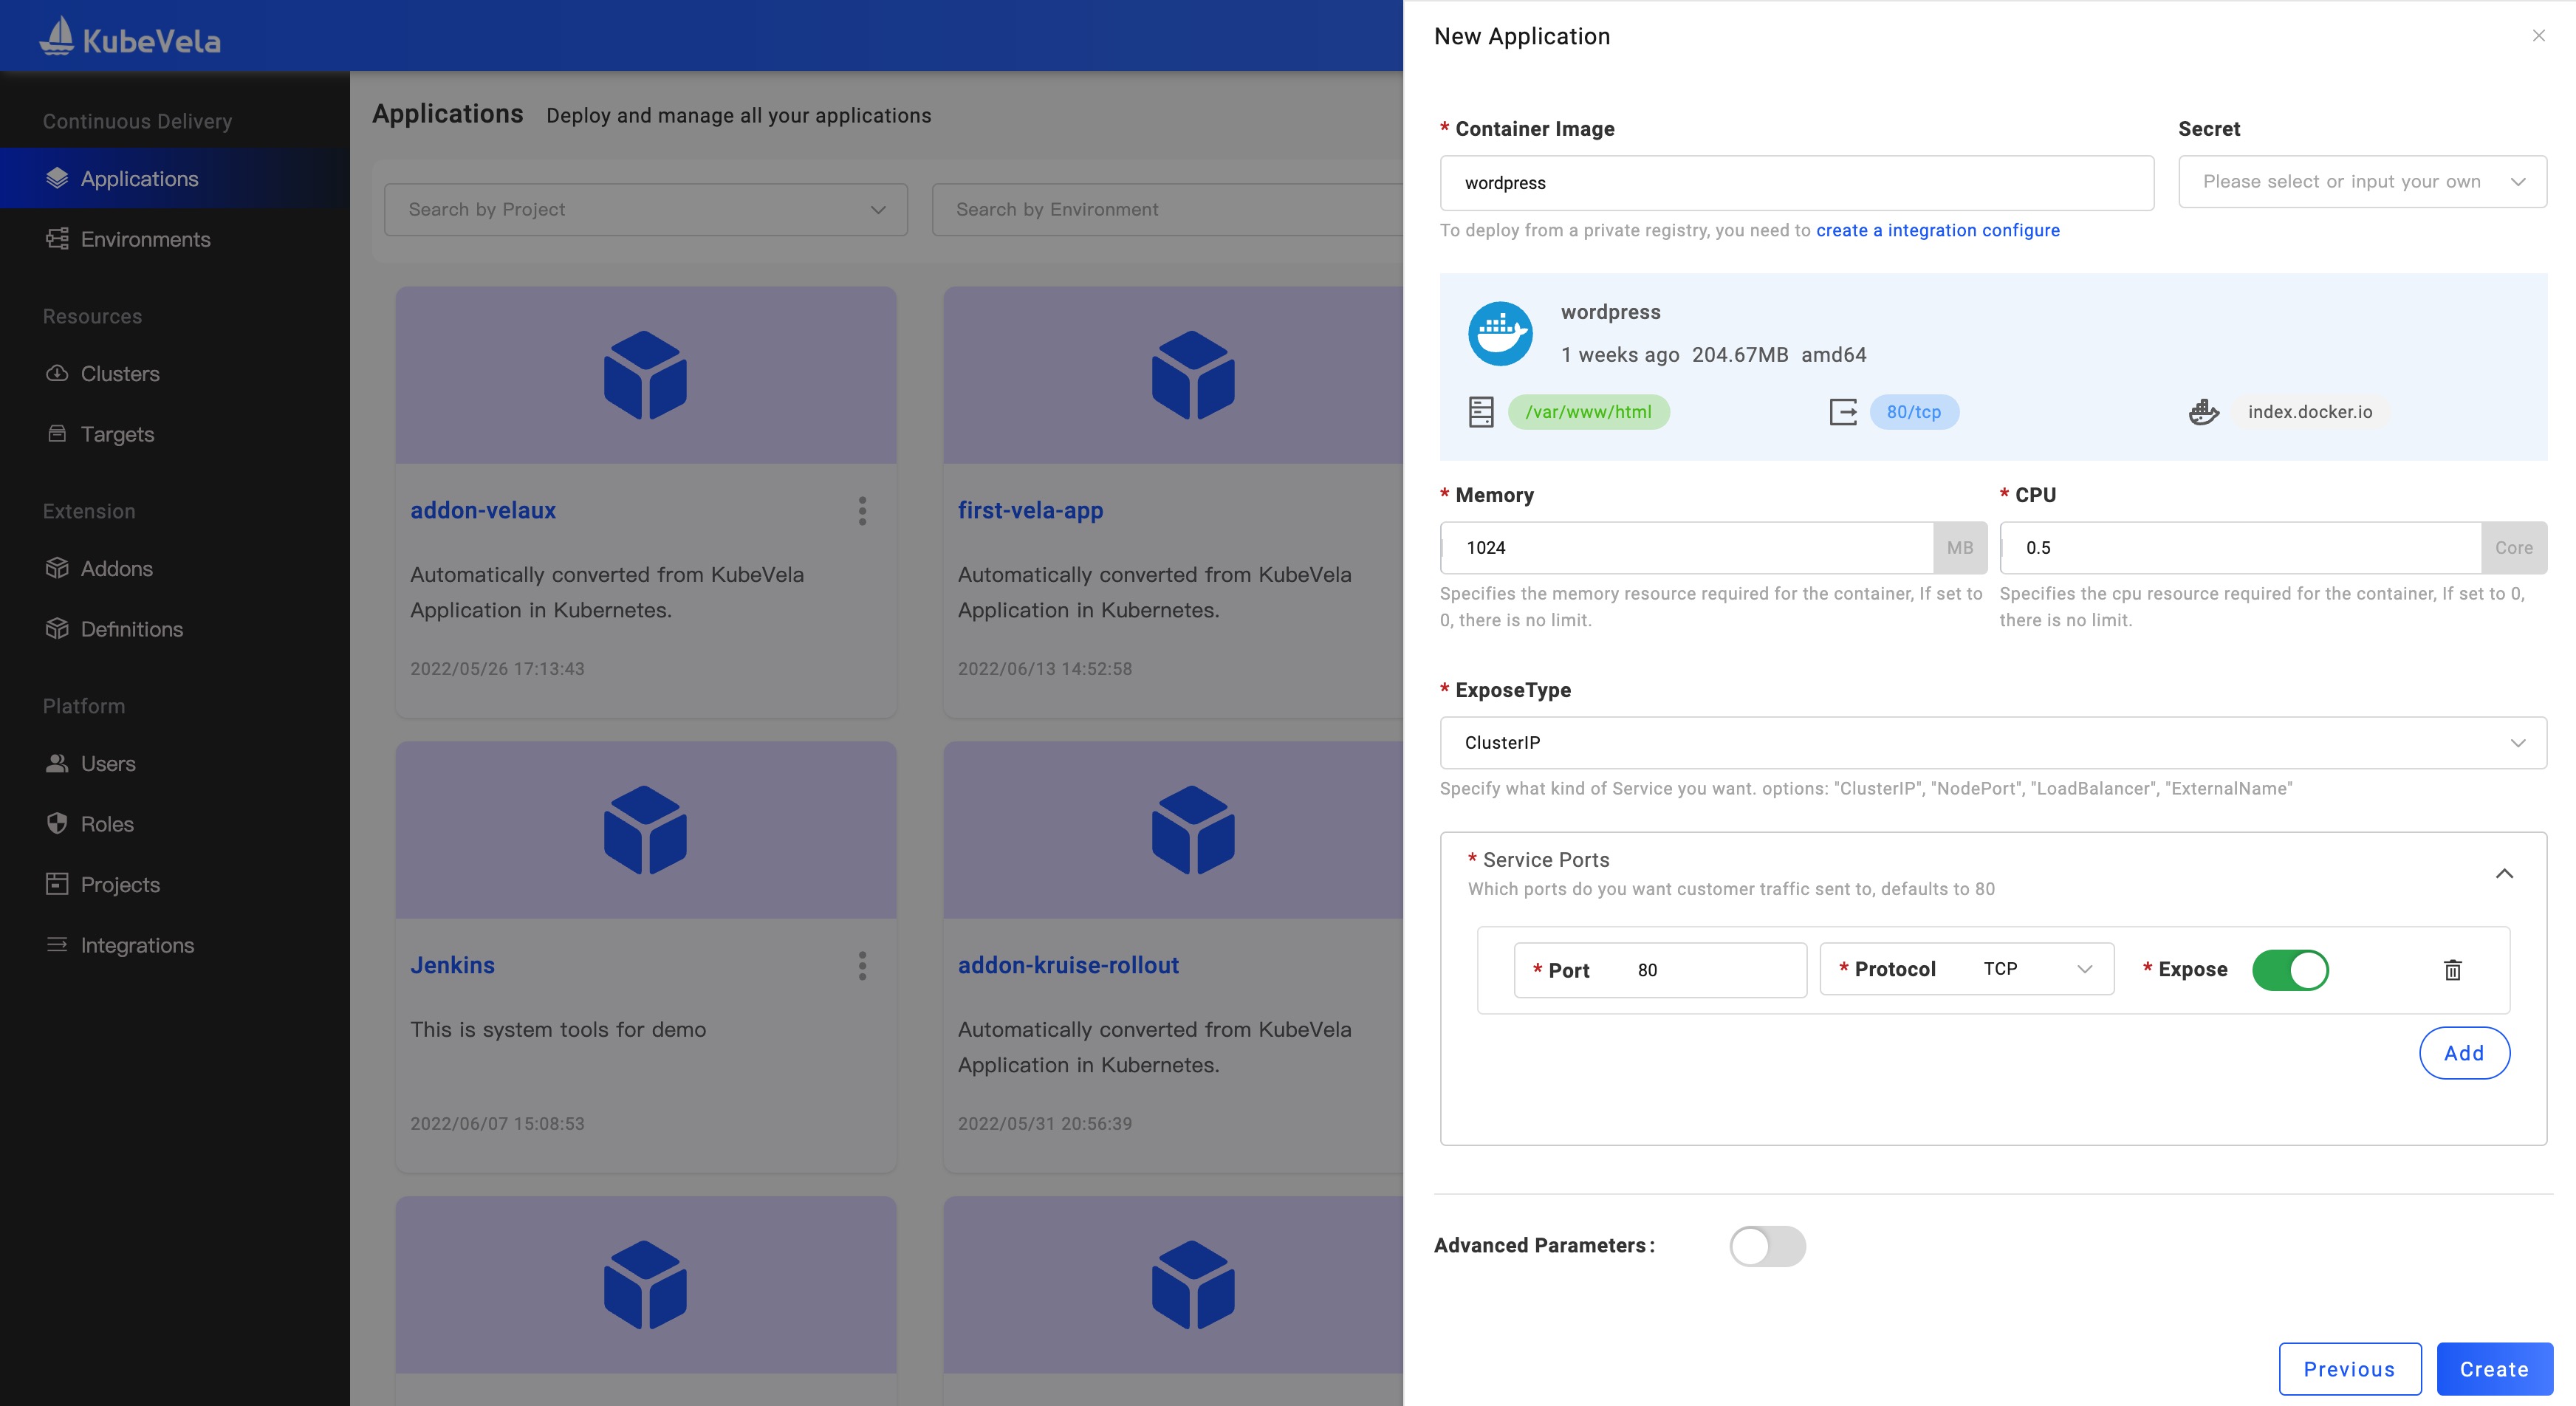 KubeVela
Continuous Delivery
Applications
Environments
Resources
Clusters
Targets
Extension
Addons
Definitions
Platform
Users
Roles
Projects
Integrations
Applications Deploy and manage all your applications
Search by Project
Search by Environment
addon-velaux
Automatically converted from KubeVela
Application in Kubernetes.
2022/05/26 17:13:43
first-vela-app
Automatically converted from KubeVela
Application in Kubernetes.
2022/06/13 14:52:58
Jenkins
This is system tools for demo
2022/06/07 15:08:53
addon-kruise-rollout
Automatically converted from KubeVela
Application in Kubernetes.
2022/05/31 20:56:39
New Application
* Container Image
wordpress
To deploy from a private registry, you need to create a integration configure
Secret
Please select or input your own
wordpress
1 weeks ago 204.67MB amd64
/var/www/html
80/tcp
index.docker.io
* Memory
1024 MB
Specifies the memory resource required for the container, If set to
0, there is no limit.
* CPU
0.5 Core
Specifies the cpu resource required for the container, If set to 0,
there is no limit.
* ExposeType
ClusterIP
Specify what kind of Service you want. options: "ClusterIP", "NodePort", "LoadBalancer", "ExternalName"
* Service Ports
Which ports do you want customer traffic sent to, defaults to 80
* Port 80
* Protocol TCP
* Expose
Add
Advanced Parameters:
Previous
Create